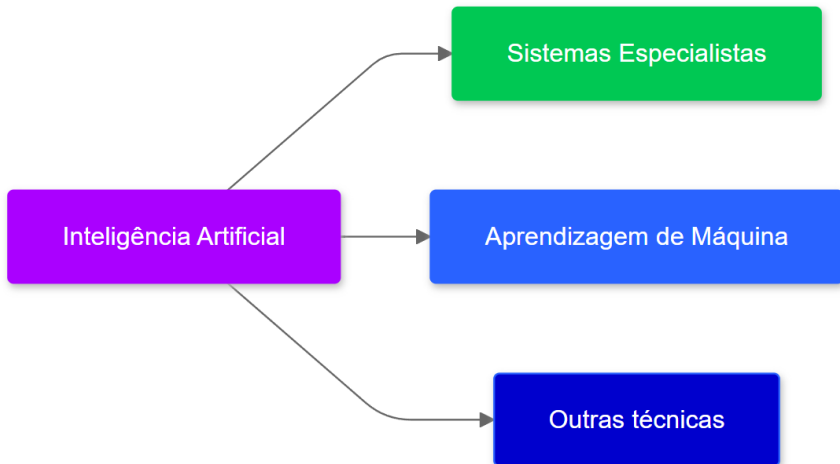 Sistemas Especialistas
Inteligência Artificial
Aprendizagem de Máquina
Outras técnicas